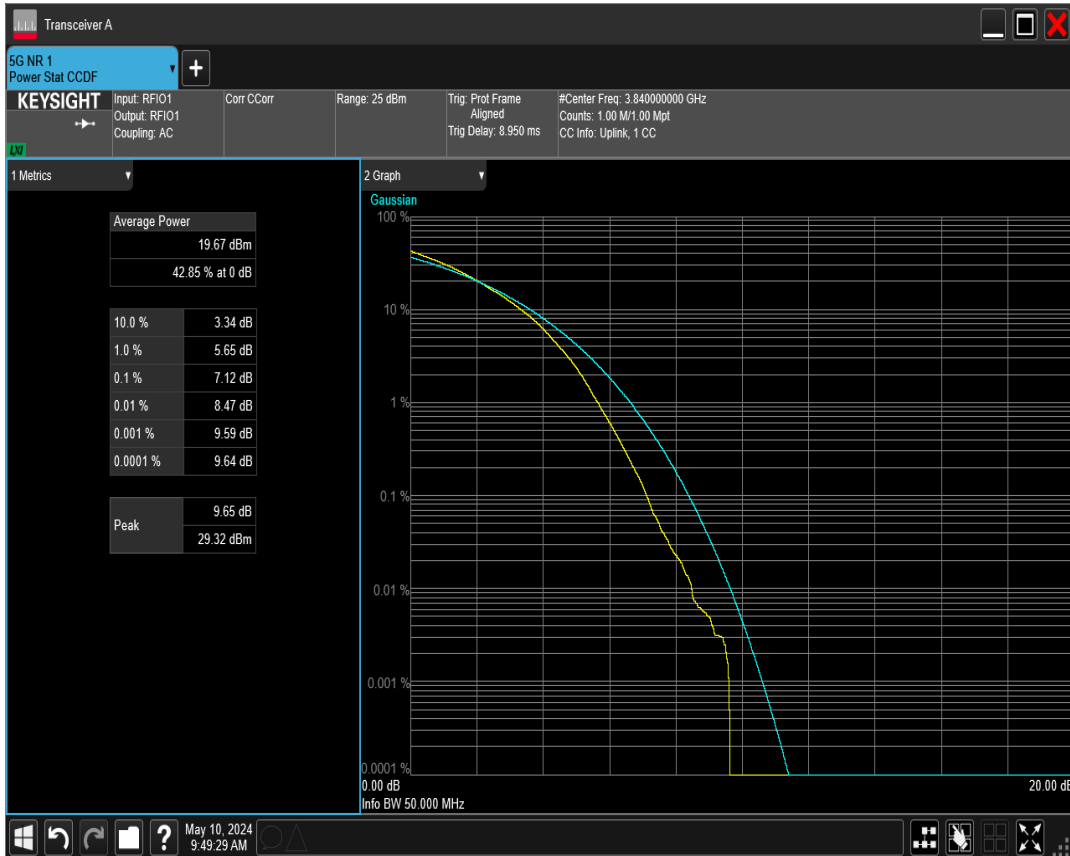 Transceiver A
5G NR 1
Power Stat CCDF
KEYSIGHT
LXI
Input: RFIO1
Output: RFIO1
Coupling: AC
Corr CCorr
Range: 25 dBm
Trig: Prot Frame
Aligned
Trig Delay: 8.950 ms
#Center Freq: 3.840000000 GHz
Counts: 1.00 M/1.00 Mpt
CC Info: Uplink, 1 CC
1 Metrics
Average Power
19.67 dBm
42.85 % at 0 dB
10.0 % 3.34 dB
1.0 % 5.65 dB
0.1 % 7.12 dB
0.01 % 8.47 dB
0.001 % 9.59 dB
0.0001 % 9.64 dB
Peak
9.65 dB
29.32 dBm
2 Graph
Gaussian
100 %
10 %
1 %
0.1 %
0.01 %
0.001 %
0.0001 %
0.00 dB 20.00 dB
Info BW 50.000 MHz
?
May 10, 2024
9:49:29 AM